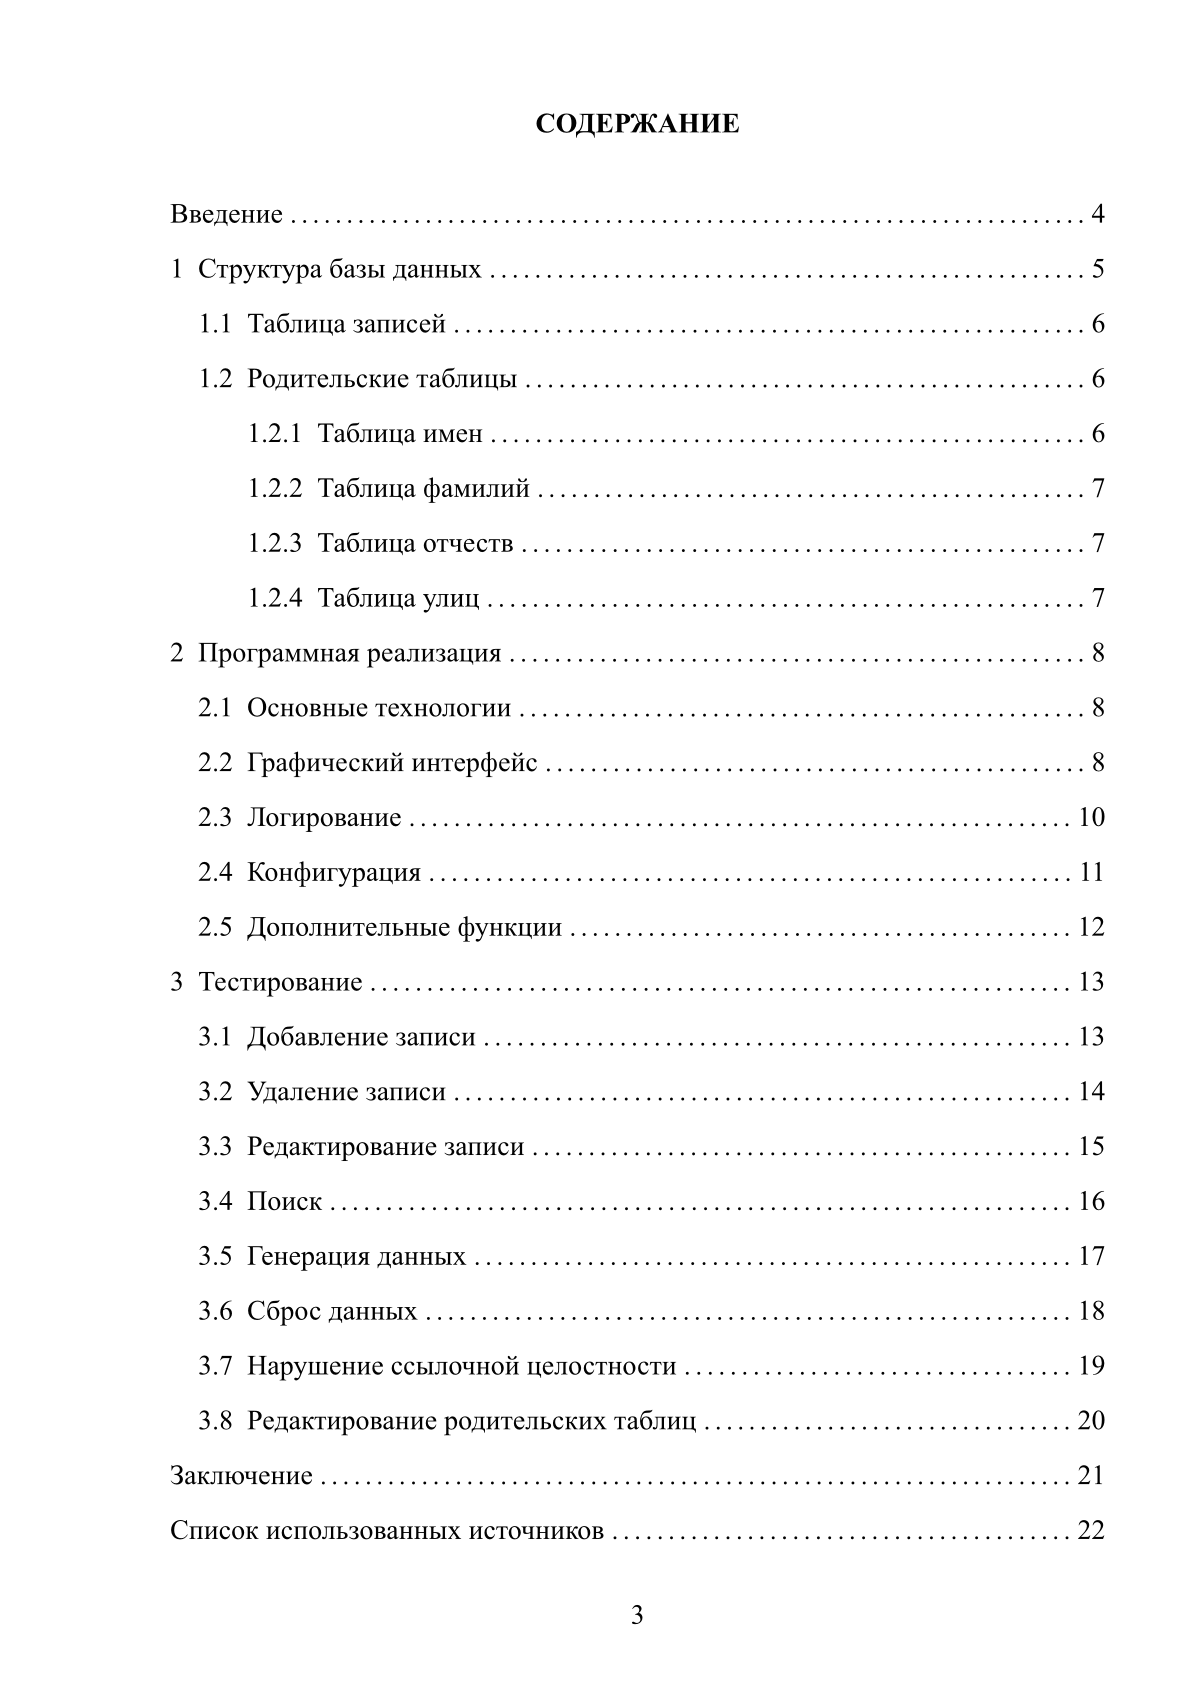 СОДЕРЖАНИЕ
Введение . . . . . . . . . . . . . . . . . . . . . . . . . . . . . . 4
1 Структура базы данных . . . . . . . . . . . . . . . . . . . . . . . . . . . . . . 5
1.1 Таблица записей . . . . . . . . . . . . . . . . . . . . . . . . . . . . . . 6
1.2 Родительские таблицы . . . . . . . . . . . . . . . . . . . . . . . . . . . . . . 6
1.2.1 Таблица имен . . . . . . . . . . . . . . . . . . . . . . . . . . . . . . 6
1.2.2 Таблица фамилий . . . . . . . . . . . . . . . . . . . . . . . . . . . . . . 7
1.2.3 Таблица отчеств . . . . . . . . . . . . . . . . . . . . . . . . . . . . . . 7
1.2.4 Таблица улиц . . . . . . . . . . . . . . . . . . . . . . . . . . . . . . 7
2 Программная реализация . . . . . . . . . . . . . . . . . . . . . . . . . . . . . . 8
2.1 Основные технологии . . . . . . . . . . . . . . . . . . . . . . . . . . . . . . 8
2.2 Графический интерфейс . . . . . . . . . . . . . . . . . . . . . . . . . . . . . . 8
2.3 Логирование . . . . . . . . . . . . . . . . . . . . . . . . . . . . . . 10
2.4 Конфигурация . . . . . . . . . . . . . . . . . . . . . . . . . . . . . . 11
2.5 Дополнительные функции . . . . . . . . . . . . . . . . . . . . . . . . . . . . . . 12
3 Тестирование . . . . . . . . . . . . . . . . . . . . . . . . . . . . . . 13
3.1 Добавление записи . . . . . . . . . . . . . . . . . . . . . . . . . . . . . . 13
3.2 Удаление записи . . . . . . . . . . . . . . . . . . . . . . . . . . . . . . 14
3.3 Редактирование записи . . . . . . . . . . . . . . . . . . . . . . . . . . . . . . 15
3.4 Поиск . . . . . . . . . . . . . . . . . . . . . . . . . . . . . . 16
3.5 Генерация данных . . . . . . . . . . . . . . . . . . . . . . . . . . . . . . 17
3.6 Сброс данных . . . . . . . . . . . . . . . . . . . . . . . . . . . . . . 18
3.7 Нарушение ссылочной целостности . . . . . . . . . . . . . . . . . . . . . . . . . . . . . . 19
3.8 Редактирование родительских таблиц . . . . . . . . . . . . . . . . . . . . . . . . . . . . . . 20
Заключение . . . . . . . . . . . . . . . . . . . . . . . . . . . . . . 21
Список использованных источников . . . . . . . . . . . . . . . . . . . . . . . . . . . . . . 22
3